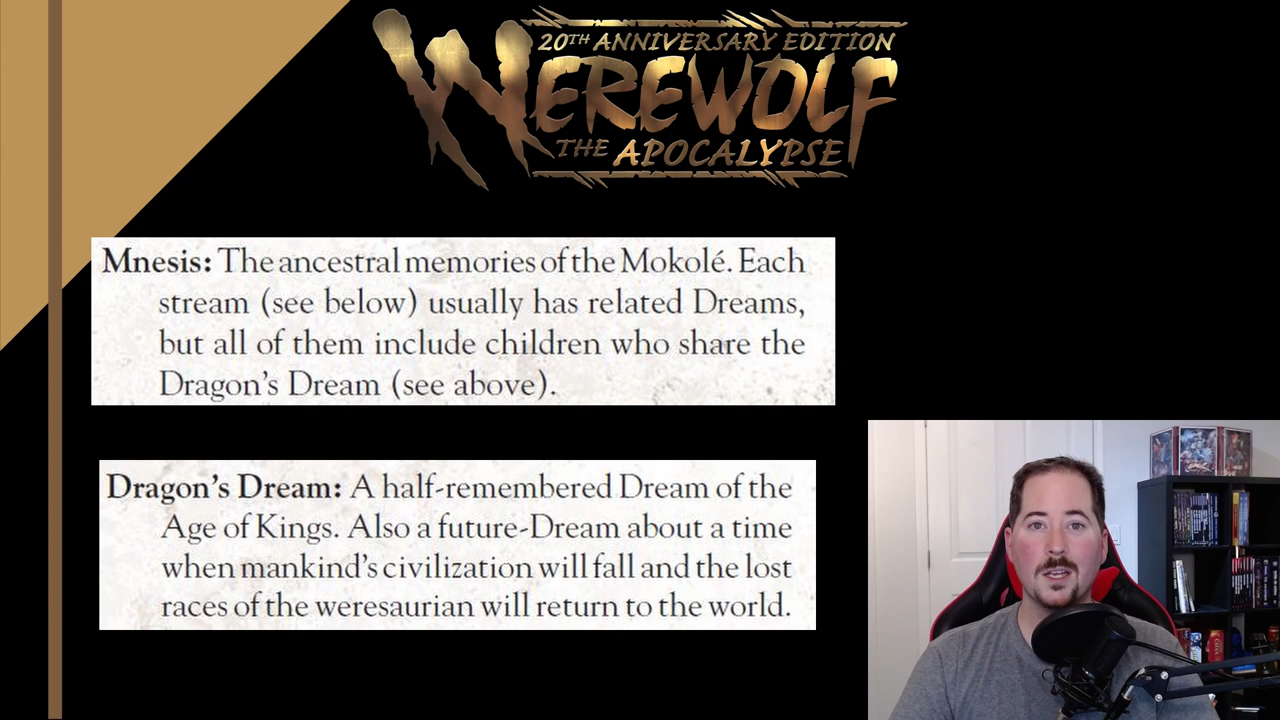 20TH ANNIVERSARY EDITION
WEREWOLF
THE APOCALYPSE
Mnesis: The ancestral memories of the Mokolé. Each
stream (see below) usually has related Dreams,
but all of them include children who share the
Dragon's Dream (see above).
Dragon's Dream: A half-remembered Dream of the
Age of Kings. Also a future-Dream about a time
when mankind's civilization will fall and the lost
races of the weresaurian will return to the world.